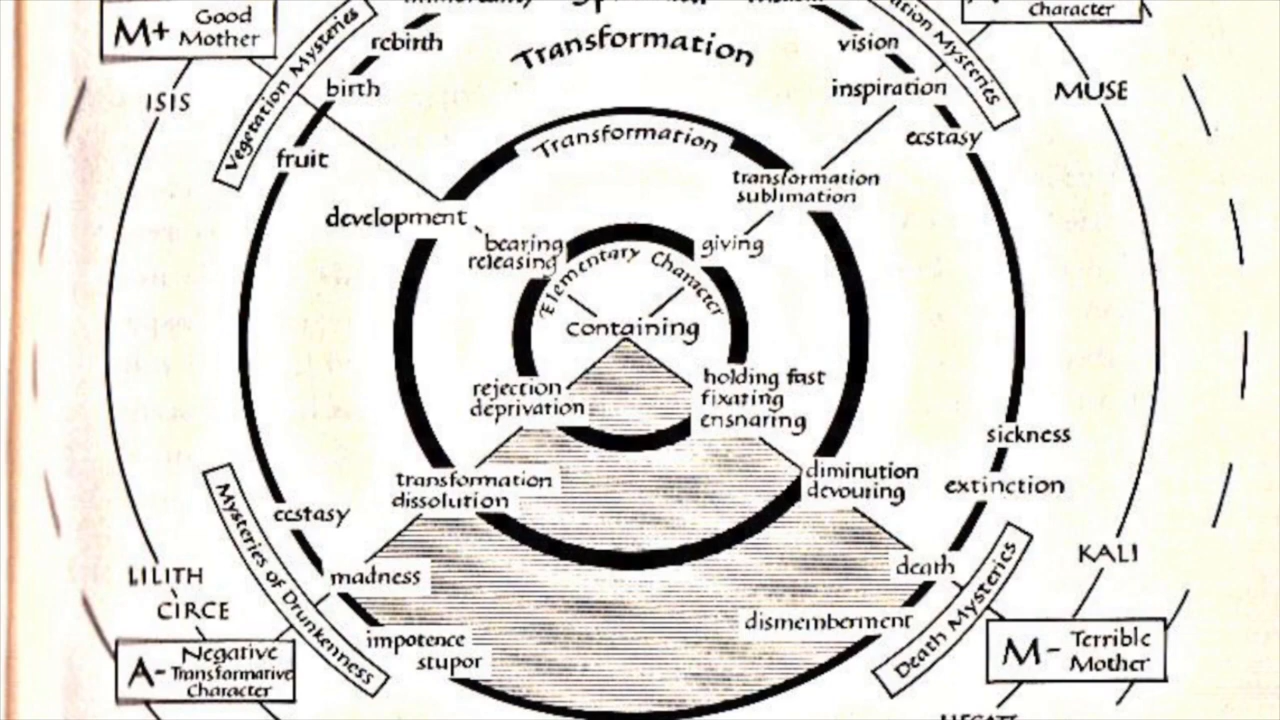 M+ Good
Mother
Character
Vegetation Mysteries
rebirth
Transformation
vision
Mysteries
birth
inspiration
ISIS
MUSE
fruit
Transformation
ecstasy
transformation
sublimation
development
bearing
releasing
giving
Elementary Character
containing
rejection
deprivation
holding fast
fixating
ensnaring
sickness
transformation
dissolution
diminution
devouring
extinction
ecstasy
Mysteries of Drunkenness
KALI
LILITH
CIRCE
madness
death
Death Mysteries
dismemberment
impotence
stupor
A- Negative
Transformative
Character
M- Terrible
Mother